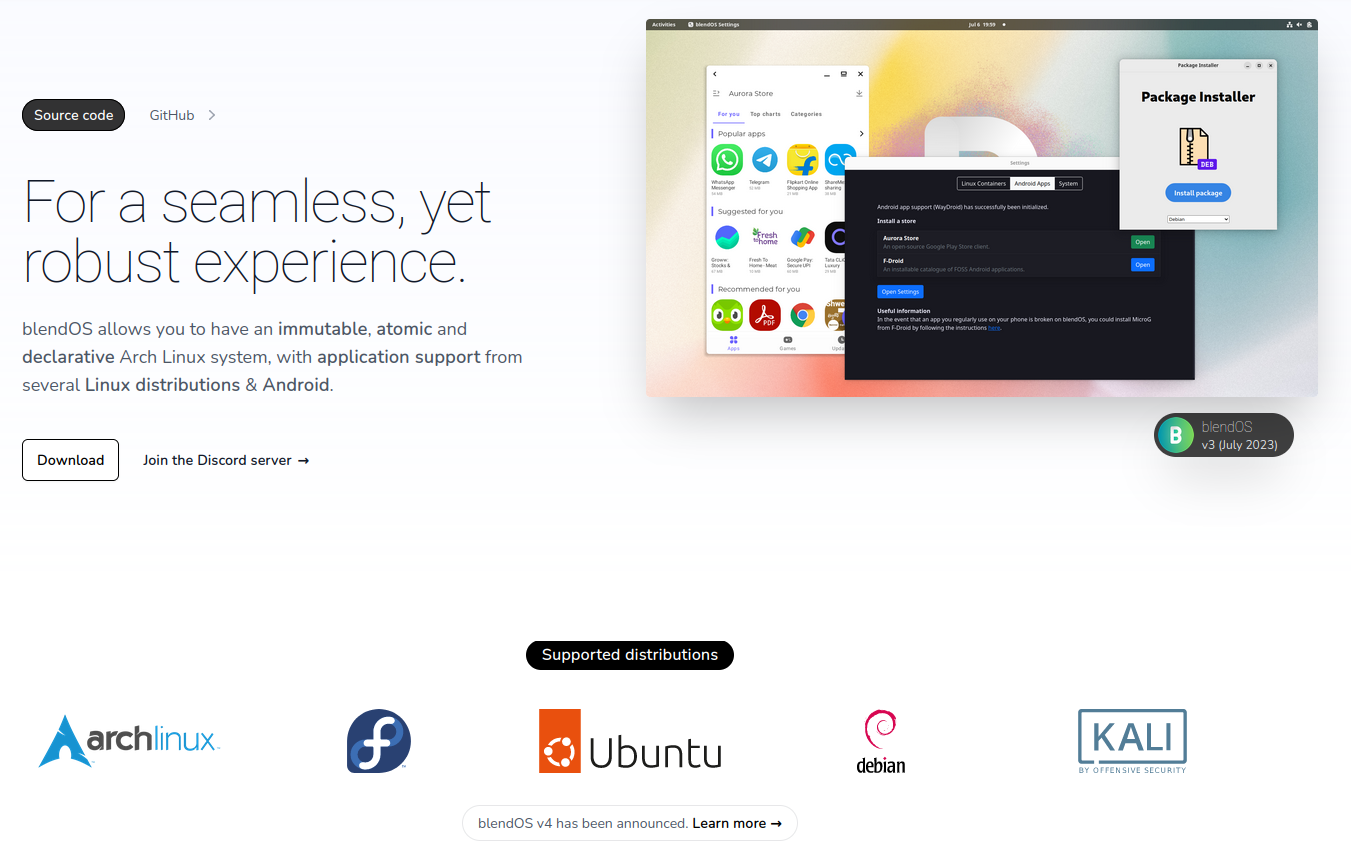 Source code
GitHub
For a seamless, yet
robust experience.
blendOS allows you to have an immutable, atomic and
declarative Arch Linux system, with application support from
several Linux distributions & Android.
Download
Join the Discord server →
Activities
blendOS Settings
Jul 6 19:59
Aurora Store
For you
Top charts
Categories
Popular apps
WhatsApp
Messenger
Telegram
Flipkart Online
Shopping App
ShareMe
sharing
Suggested for you
Fresh
to home
Groww:
Stocks &
Fresh To
Home - Meat
Google Pay:
Secure UPI
Tata CLiQ
Luxury
Recommended for you
PDF
Apps
Games
Settings
Linux Containers
Android Apps
System
Android app support (WayDroid) has successfully been initialized.
Install a store
Aurora Store
An open-source Google Play Store client.
Open
F-Droid
An installable catalogue of FOSS Android applications.
Open
Open Settings
Useful information
In the event that an app you regularly use on your phone is broken on blendOS, you could install MicroG
from F-Droid by following the instructions here.
Package Installer
Package Installer
DEB
Install package
Debian
B
blendOS
v3 (July 2023)
Supported distributions
archlinux
Ubuntu
debian
KALI
BY OFFENSIVE SECURITY
blendOS v4 has been announced. Learn more →